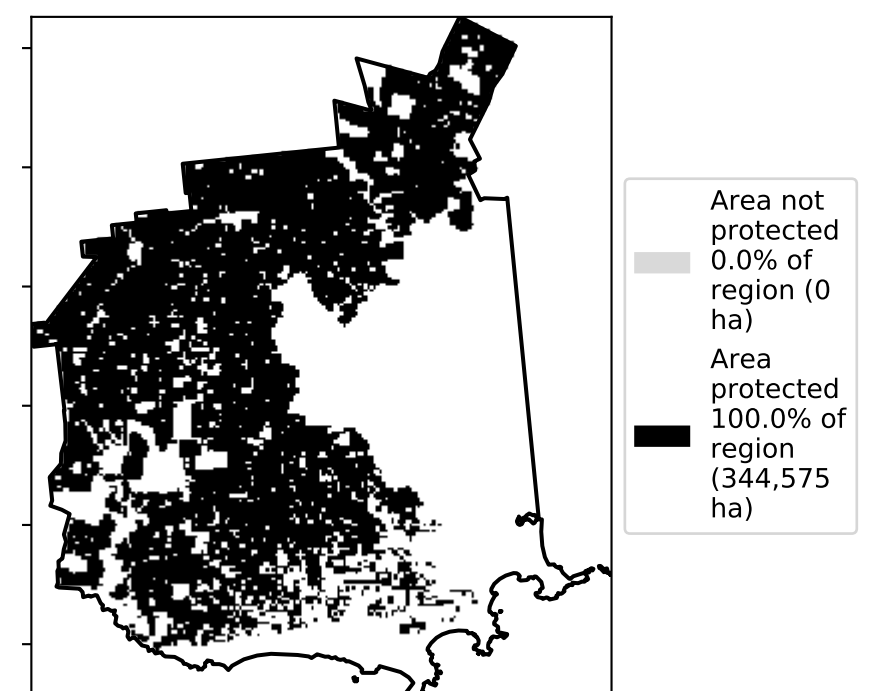 Area not
protected
0.0% of
region (0
ha)
Area
protected
100.0% of
region
(344,575
ha)